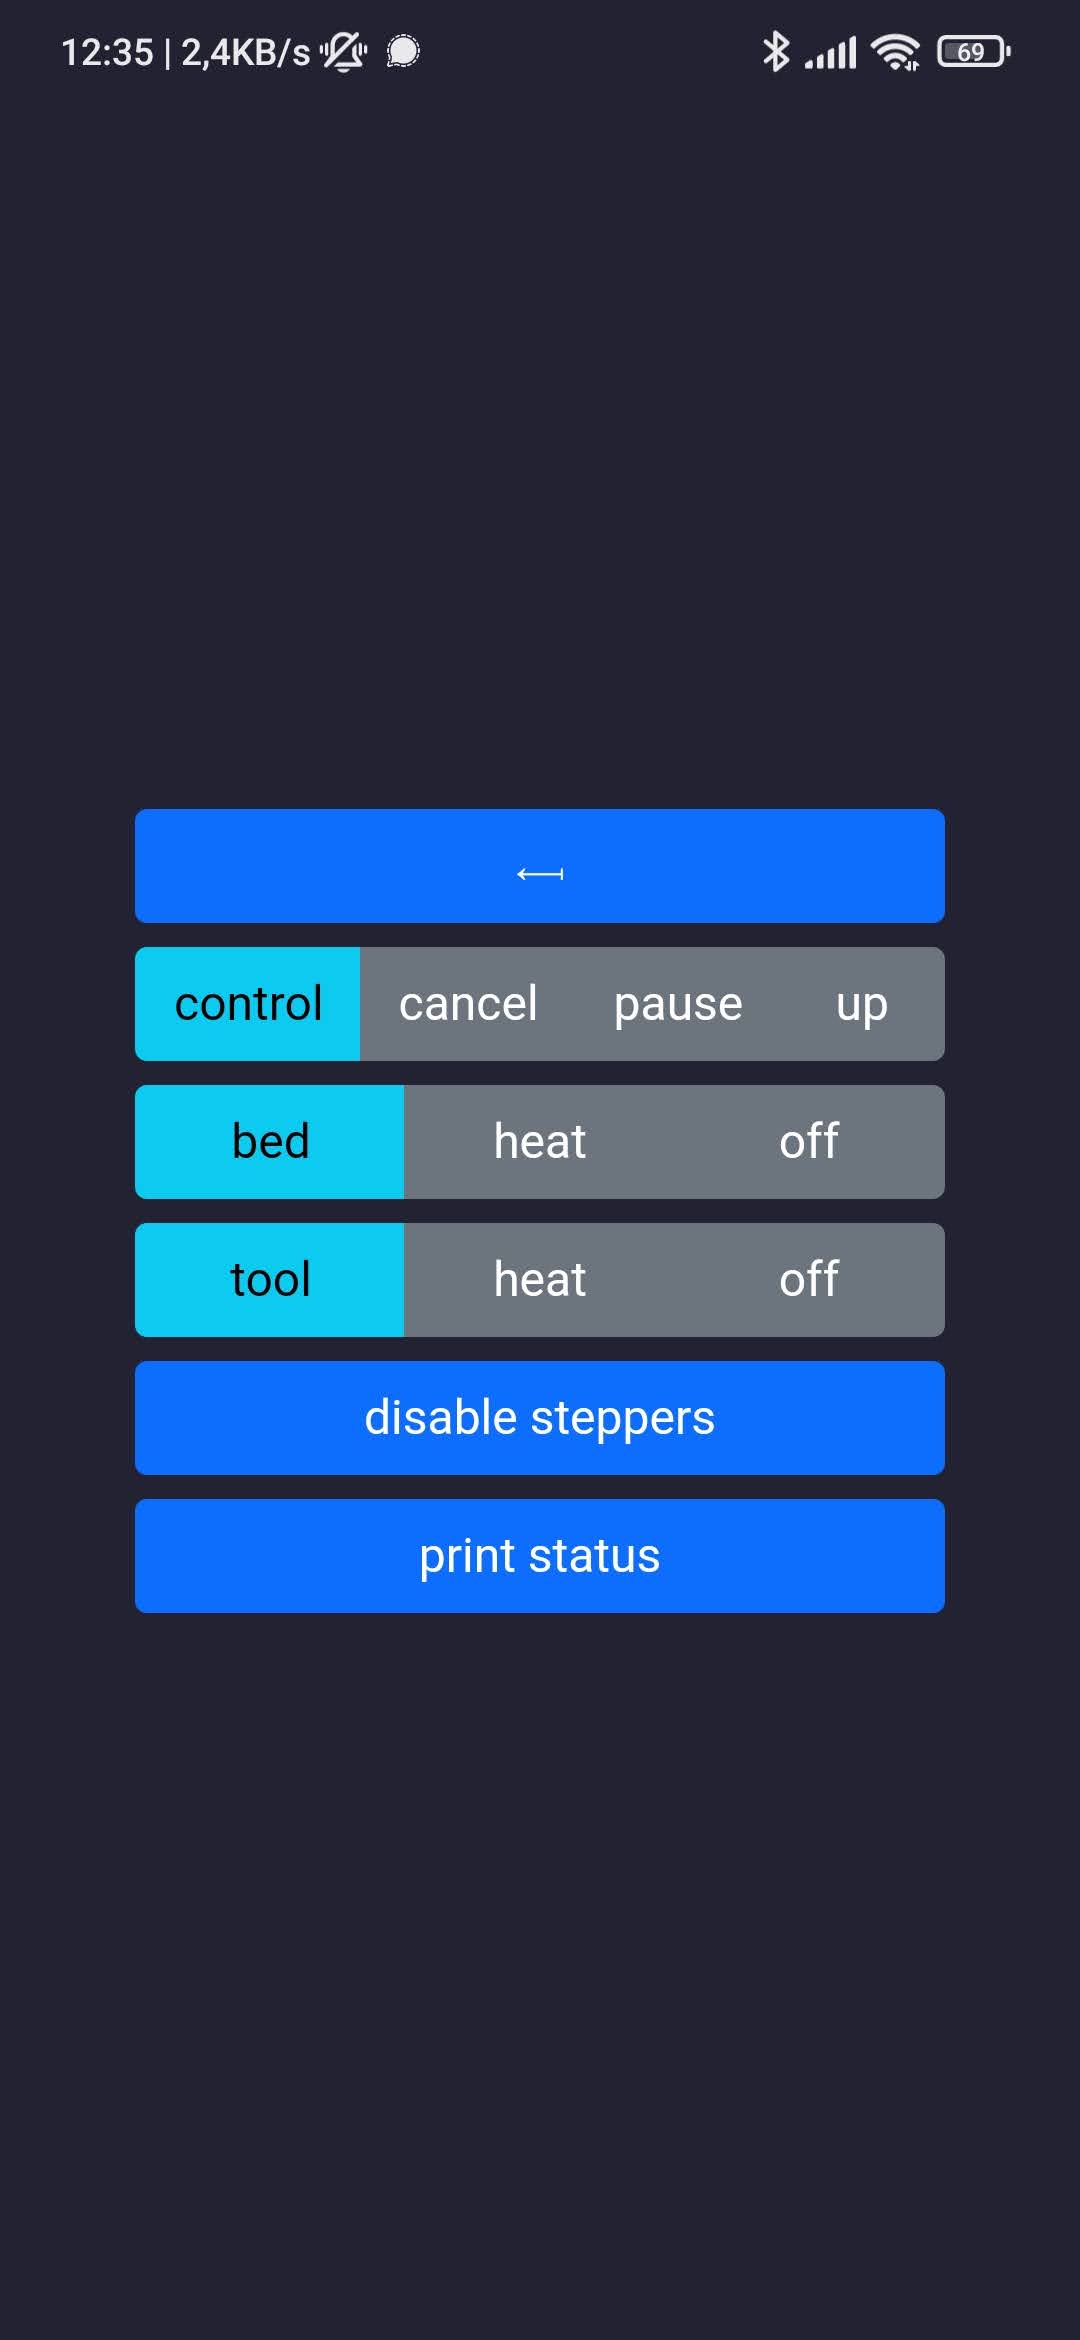 12:35 | 2,4KB/s 69
←
control cancel pause up
bed heat off
tool heat off
disable steppers
print status